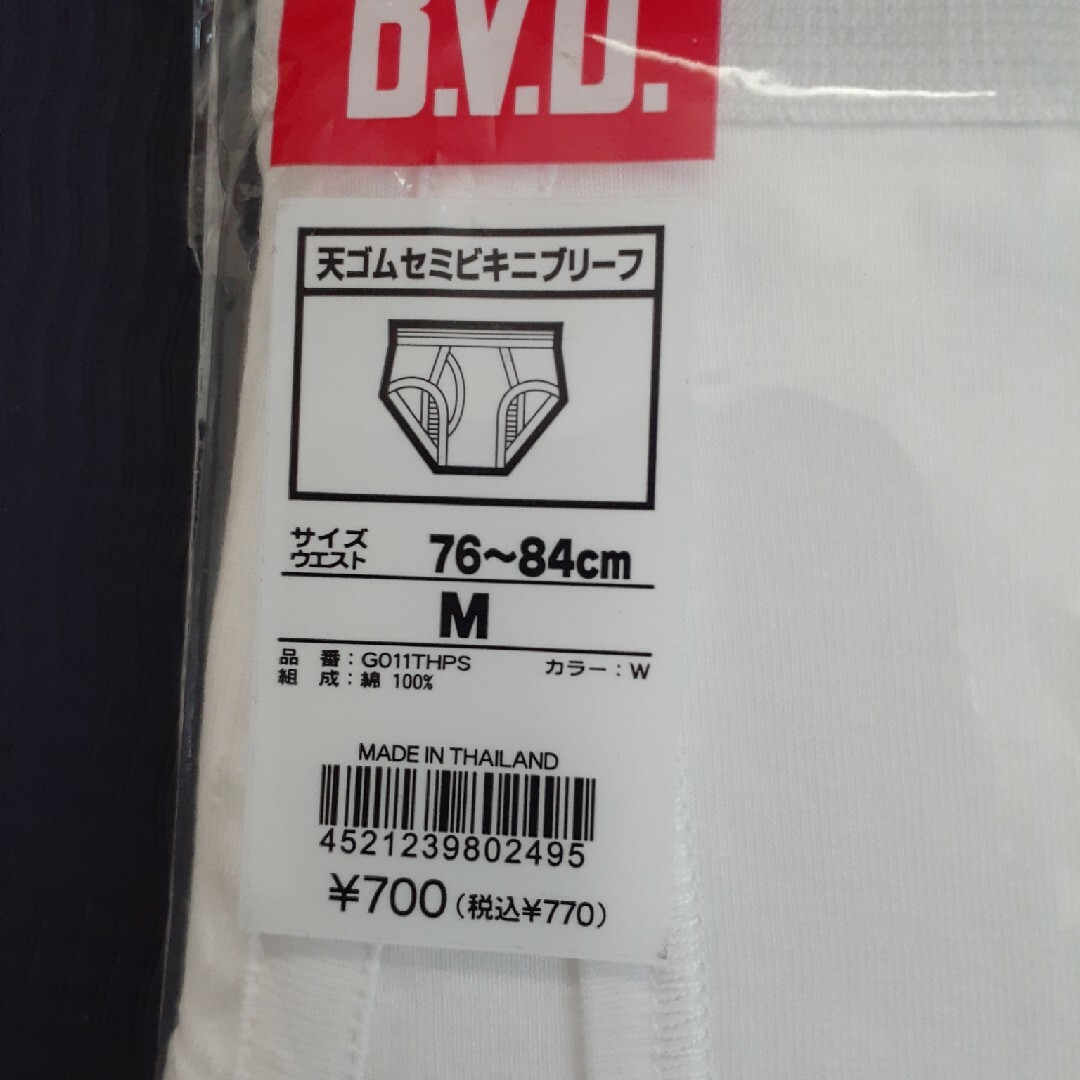 B.V.D.
天ゴムセミビキニブリーフ
サイズ
ウエスト 76～84cm
M
品 番：G011THPS カラー：W
組 成：綿 100%
MADE IN THAILAND
4521239802495
¥700（税込¥770）